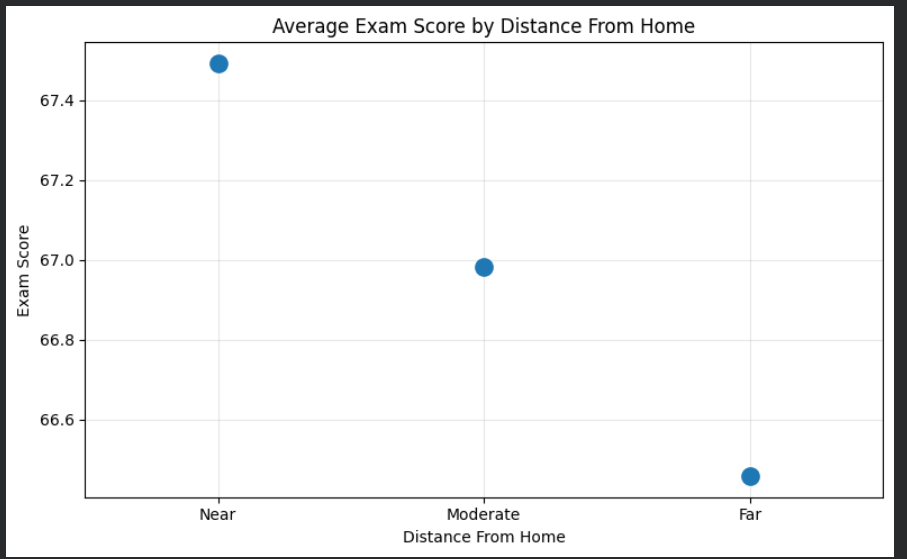 Average Exam Score by Distance From Home
67.4
67.2
67.0
66.8
66.6
Exam Score
Near Moderate Far
Distance From Home